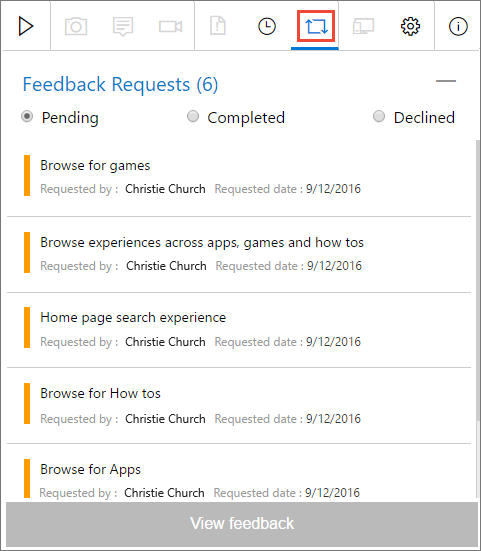 Feedback Requests (6)
Pending Completed Declined
Browse for games
Requested by : Christie Church Requested date : 9/12/2016
Browse experiences across apps, games and how tos
Requested by : Christie Church Requested date : 9/12/2016
Home page search experience
Requested by : Christie Church Requested date : 9/12/2016
Browse for How tos
Requested by : Christie Church Requested date : 9/12/2016
Browse for Apps
Requested by : Christie Church Requested date : 9/12/2016
View feedback